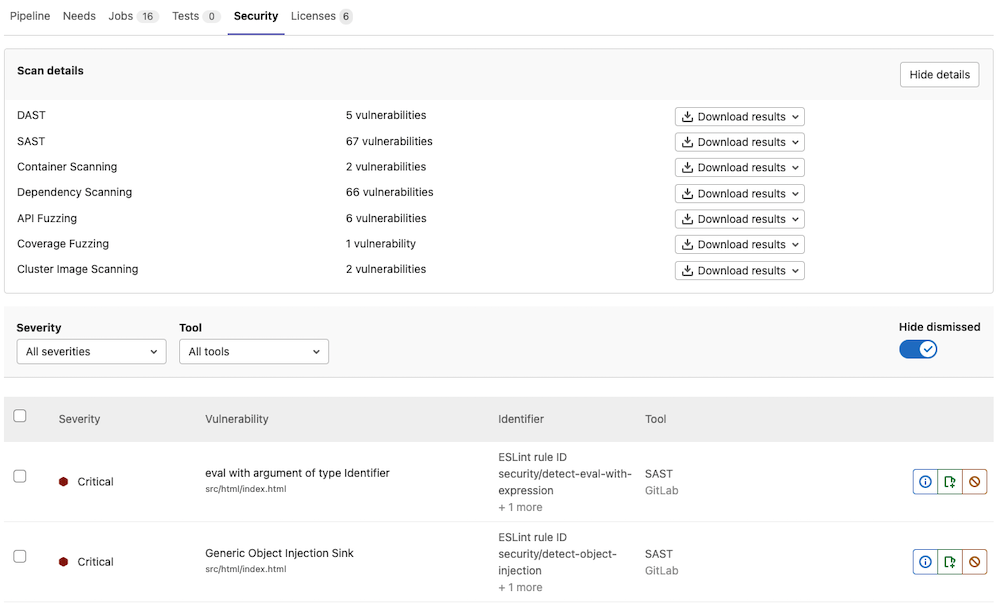 Pipeline Needs Jobs 16 Tests 0 Security Licenses 6
Scan details Hide details
DAST 5 vulnerabilities Download results
SAST 67 vulnerabilities Download results
Container Scanning 2 vulnerabilities Download results
Dependency Scanning 66 vulnerabilities Download results
API Fuzzing 6 vulnerabilities Download results
Coverage Fuzzing 1 vulnerability Download results
Cluster Image Scanning 2 vulnerabilities Download results
Severity Tool Hide dismissed
All severities All tools
Severity Vulnerability Identifier Tool
Critical
eval with argument of type Identifier
src/html/index.html
ESLint rule ID
security/detect-eval-with-
expression
+ 1 more
SAST
GitLab
Critical
Generic Object Injection Sink
src/html/index.html
ESLint rule ID
security/detect-object-
injection
+ 1 more
SAST
GitLab